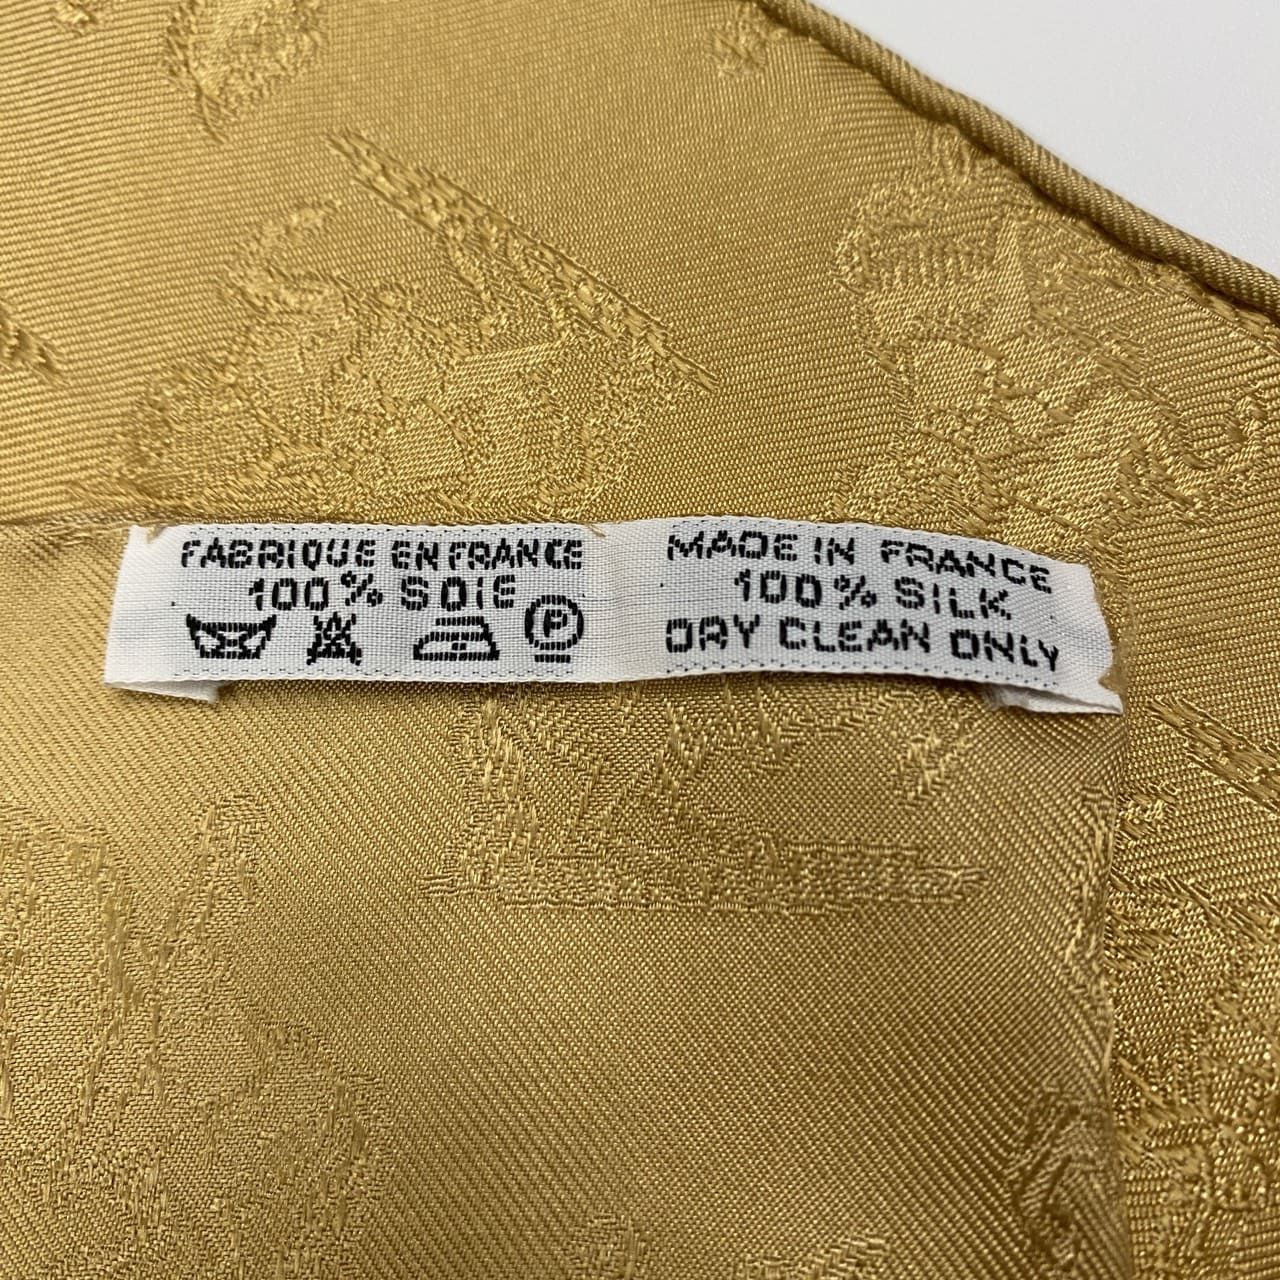 FABRIQUE EN FRANCE
100% SOIE
P
MADE IN FRANCE
100% SILK
DRY CLEAN ONLY